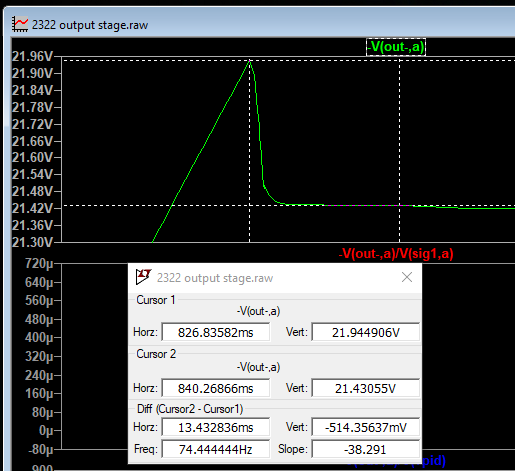 2322 output stage.raw
-V(out-,a)
21.96V
21.90V
21.84V
21.78V
21.72V
21.66V
21.60V
21.54V
21.48V
21.42V
21.36V
21.30V
-V(out-,a)/V(sig1,a)
720µ
640µ
560µ
480µ
400µ
320µ
240µ
160µ
80µ
0µ
-80µ
900
2322 output stage.raw
Cursor 1
-V(out-,a)
Horz: 826.83582ms Vert: 21.944906V
Cursor 2
-V(out-,a)
Horz: 840.26866ms Vert: 21.43055V
Diff (Cursor2 - Cursor1)
Horz: 13.432836ms Vert: -514.35637mV
Freq: 74.444444Hz Slope: -38.291